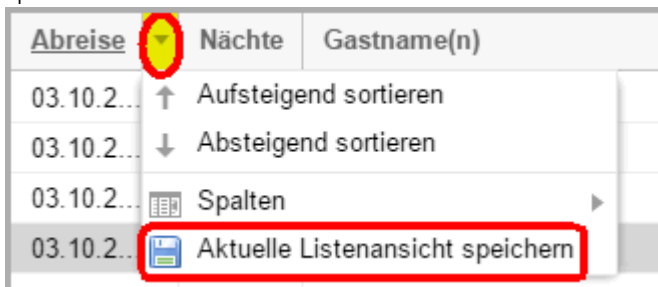 Abreise Nächte Gastname(n)
03.10.2... Aufsteigend sortieren
03.10.2... Absteigend sortieren
03.10.2... Spalten
03.10.2... Aktuelle Listenansicht speichern